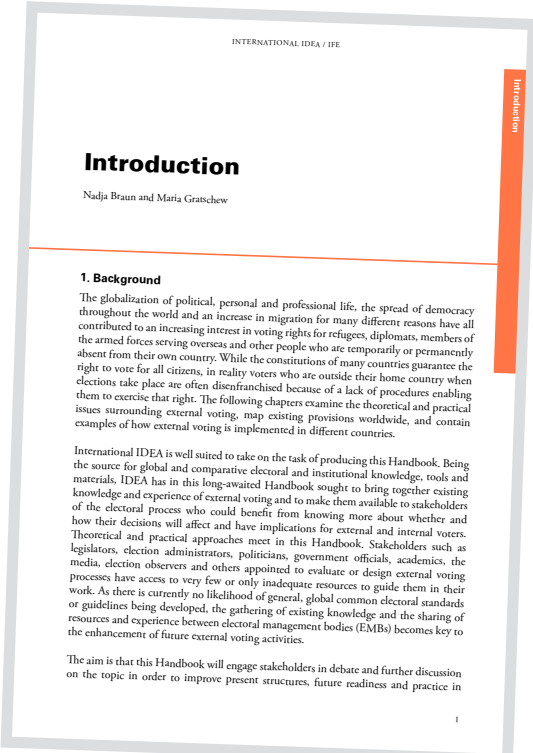 INTERNATIONAL IDEA / IFE
Introduction
Introduction
Nadja Braun and Maria Gratschew
1. Background
The globalization of political, personal and professional life, the spread of democracy
throughout the world and an increase in migration for many different reasons have all
contributed to an increasing interest in voting rights for refugees, diplomats, members of
the armed forces serving overseas and other people who are temporarily or permanently
absent from their own country. While the constitutions of many countries guarantee the
right to vote for all citizens, in reality voters who are outside their home country when
elections take place are often disenfranchised because of a lack of procedures enabling
them to exercise that right. The following chapters examine the theoretical and practical
issues surrounding external voting, map existing provisions worldwide, and contain
examples of how external voting is implemented in different countries.
International IDEA is well suited to take on the task of producing this Handbook. Being
the source for global and comparative electoral and institutional knowledge, tools and
materials, IDEA has in this long-awaited Handbook sought to bring together existing
knowledge and experience of external voting and to make them available to stakeholders
of the electoral process who could benefit from knowing more about whether and
how their decisions will affect and have implications for external and internal voters.
Theoretical and practical approaches meet in this Handbook. Stakeholders such as
legislators, election administrators, politicians, government officials, academics, the
media, election observers and others appointed to evaluate or design external voting
processes have access to very few or only inadequate resources to guide them in their
work. As there is currently no likelihood of general, global common electoral standards
or guidelines being developed, the gathering of existing knowledge and the sharing of
resources and experience between electoral management bodies (EMBs) becomes key to
the enhancement of future external voting activities.
The aim is that this Handbook will engage stakeholders in debate and further discussion
on the topic in order to improve present structures, future readiness and practice in
1